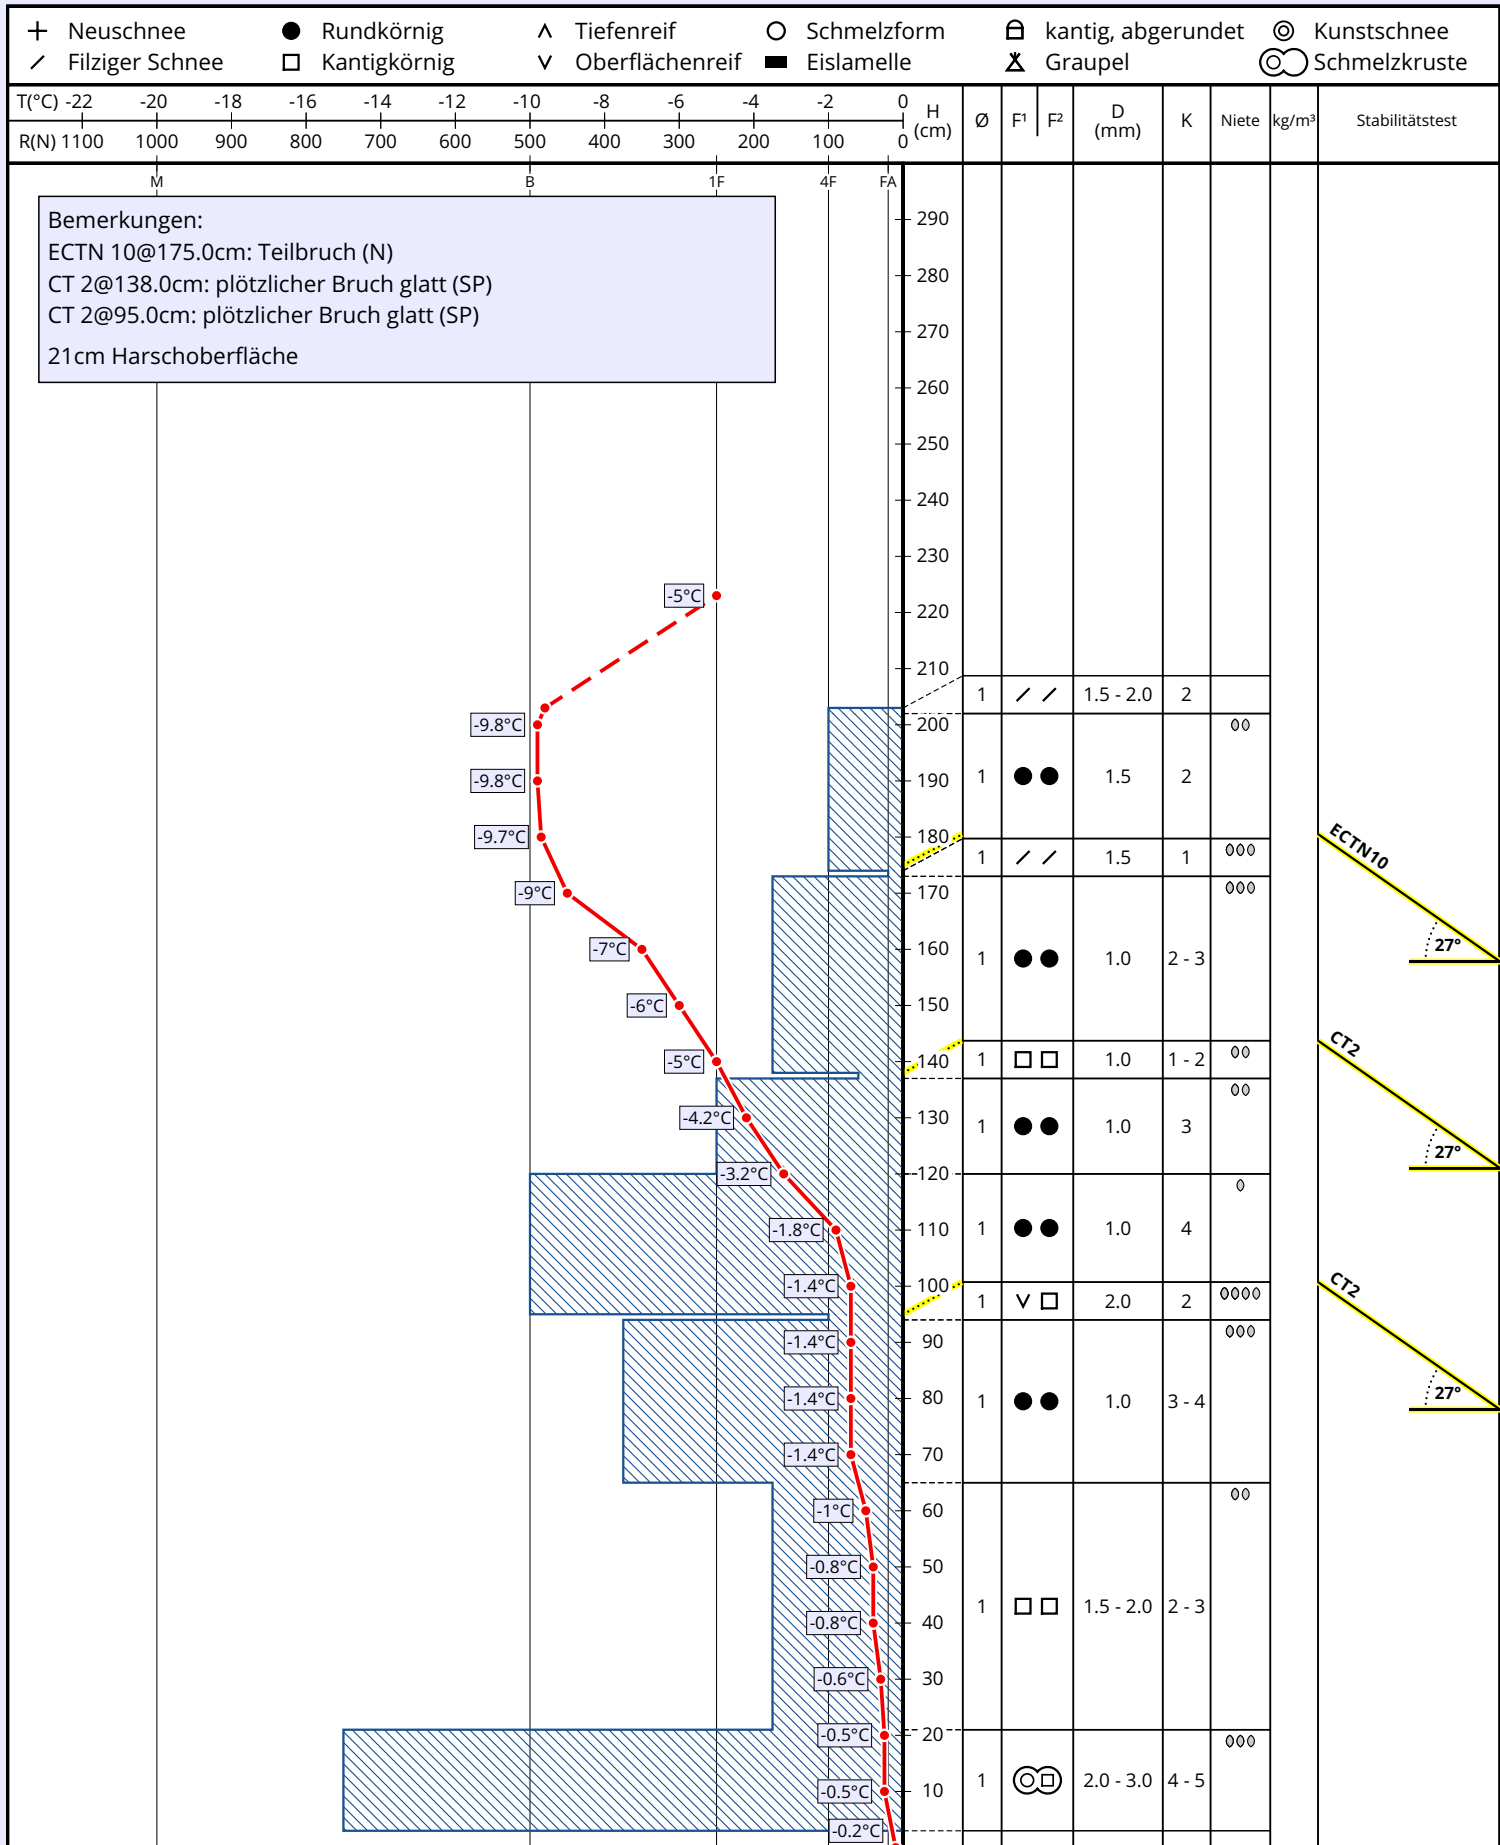 Neuschnee Rundkörnig Tiefenreif Schmelzform kantig, abgerundet Kunstschnee
Filziger Schnee Kantigkörnig Oberflächenreif Eislamelle Graupel Schmelzkruste
T(°C) -22 -20 -18 -16 -14 -12 -10 -8 -6 -4 -2 0
R(N) 1100 1000 900 800 700 600 500 400 300 200 100 0
H (cm) Ø F¹ F² D (mm) K Niete kg/m³ Stabilitätstest
M B 1F 4F FA
Bemerkungen:
ECTN 10@175.0cm: Teilbruch (N)
CT 2@138.0cm: plötzlicher Bruch glatt (SP)
CT 2@95.0cm: plötzlicher Bruch glatt (SP)
21cm Harschoberfläche
290
280
270
260
250
240
230
-5°C 220
210
1 1.5 - 2.0 2
-9.8°C 200
-9.8°C 190 1 1.5 2
-9.7°C 180 ECTN10
1 1.5 1
-9°C 170
-7°C 160 1 1.0 2 - 3 27°
-6°C 150
-5°C 140 1 1.0 1 - 2 CT2
-4.2°C 130 1 1.0 3
27°
-3.2°C 120
-1.8°C 110 1 1.0 4
-1.4°C 100 CT2
1 2.0 2
-1.4°C 90
-1.4°C 80 1 1.0 3 - 4 27°
-1.4°C 70
-1°C 60
-0.8°C 50
1 1.5 - 2.0 2 - 3
-0.8°C 40
-0.6°C 30
-0.5°C 20
-0.5°C 10 1 2.0 - 3.0 4 - 5
-0.2°C